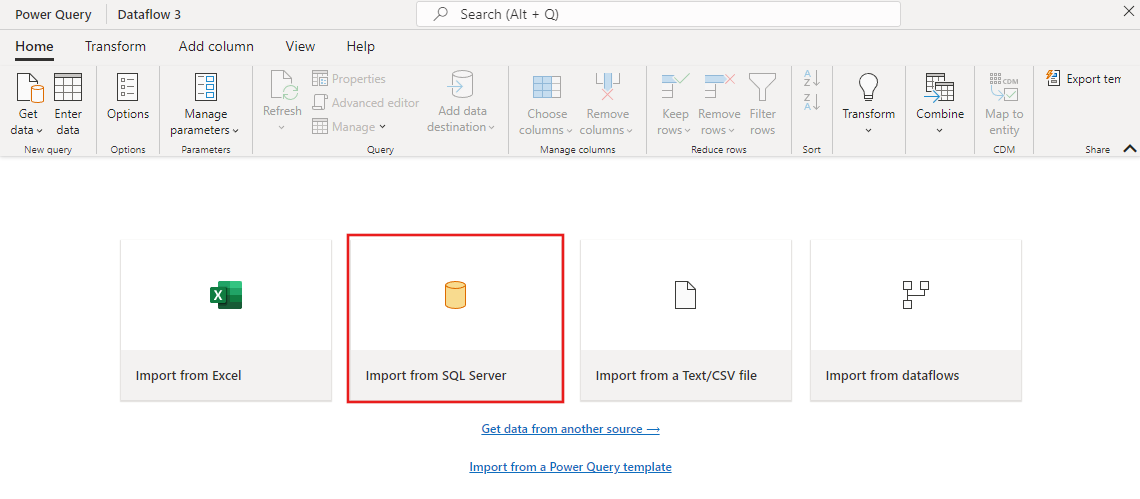 Power Query Dataflow 3 Search (Alt + Q)
Home Transform Add column View Help
Get data
Enter data
New query
Options
Options
Manage parameters
Parameters
Refresh
Properties
Advanced editor
Manage
Add data destination
Query
Choose columns
Remove columns
Manage columns
Keep rows
Remove rows
Filter rows
Reduce rows
A
Z
Z
A
Sort
Transform
Combine
CDM
Map to entity
CDM
Export tem
Share
X
Import from Excel
Import from SQL Server
Import from a Text/CSV file
Import from dataflows
Get data from another source →
Import from a Power Query template